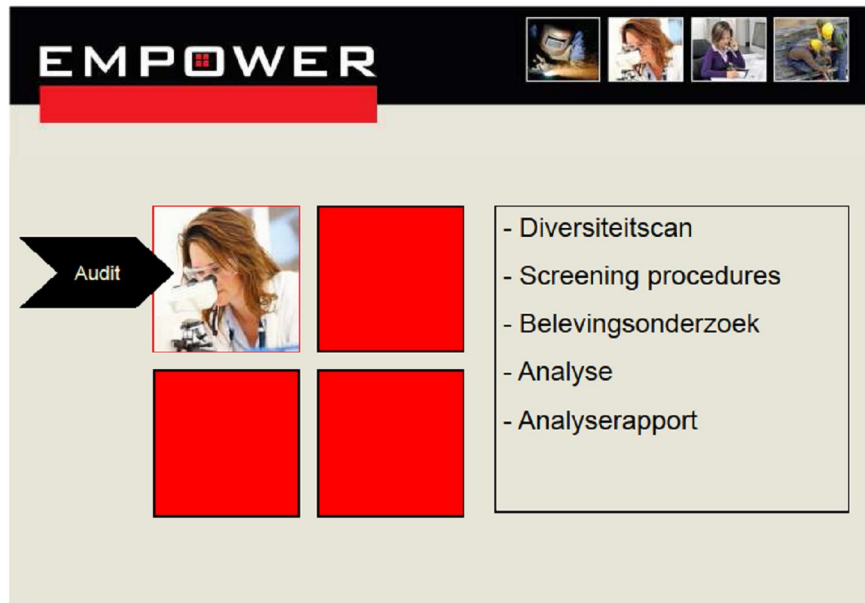 EMPOWER
Audit
- Diversiteitscan
- Screening procedures
- Belevingsonderzoek
- Analyse
- Analyserapport